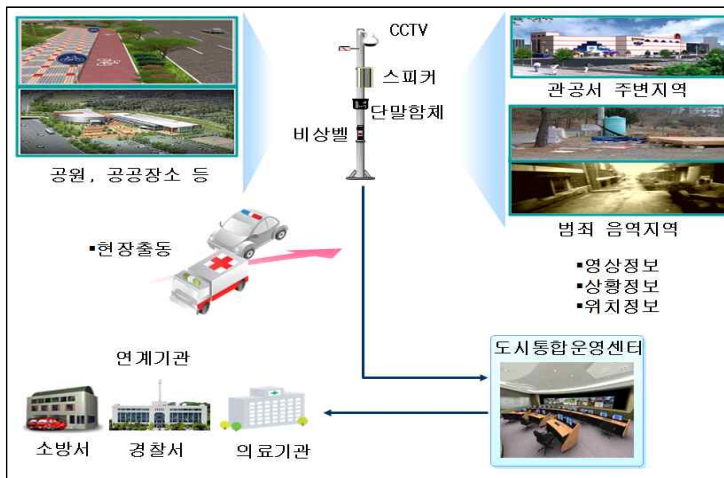 CCTV
스피커
단말함체
비상벨
공원, 공공장소 등
관공서 주변지역
범죄 음역지역
▪현장출동
▪영상정보
▪상황정보
▪위치정보
도시통합운영센터
연계기관
소방서
경찰서
의료기관